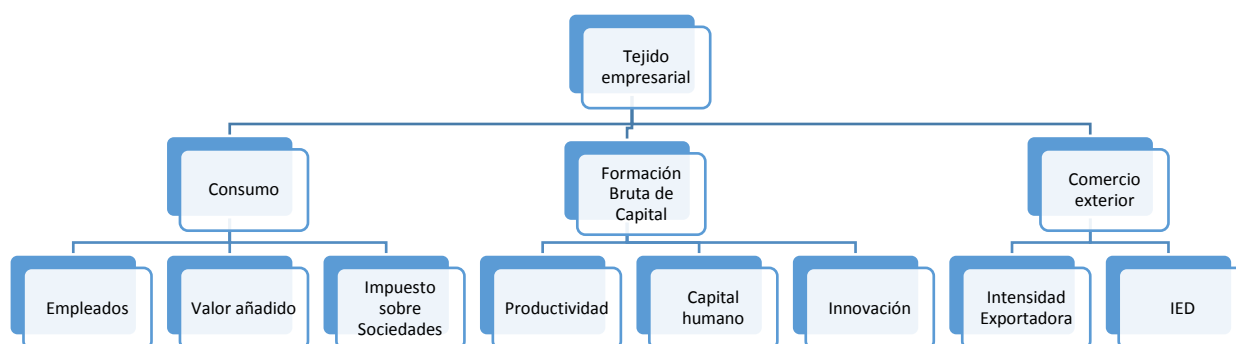 Tejido
empresarial
Consumo
Formación
Bruta de
Capital
Comercio
exterior
Empleados
Valor añadido
Impuesto
sobre
Sociedades
Productividad
Capital
humano
Innovación
Intensidad
Exportadora
IED